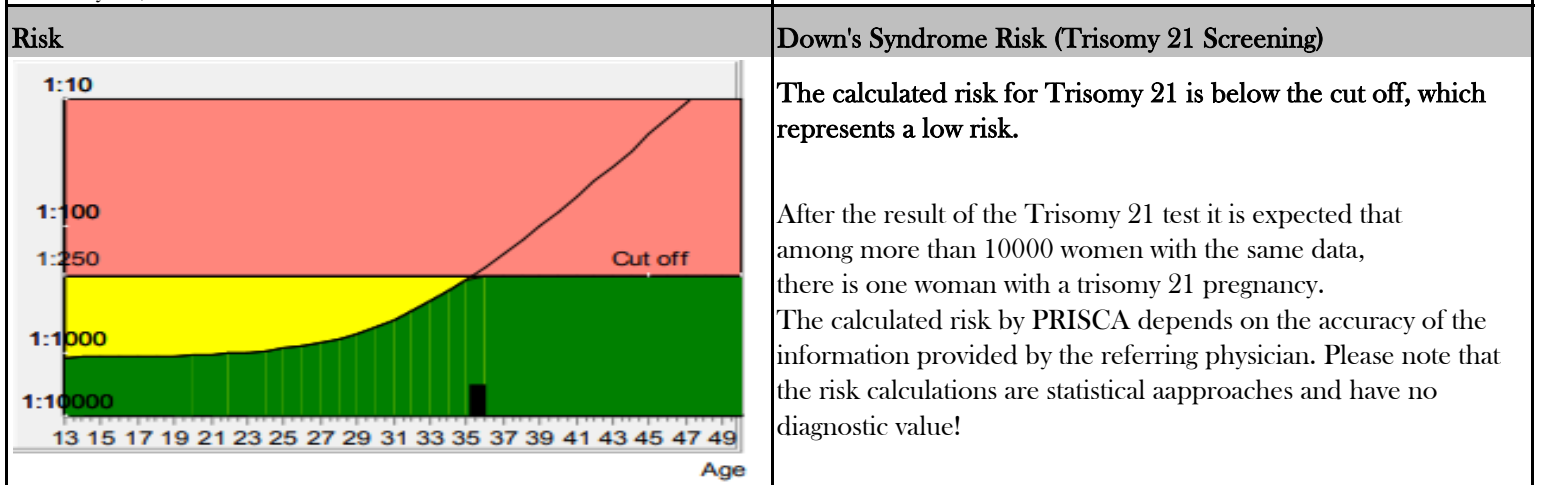 Risk
1:10
1:100
1:250
Cut off
1:1000
1:10000
13 15 17 19 21 23 25 27 29 31 33 35 37 39 41 43 45 47 49
Age
Down's Syndrome Risk (Trisomy 21 Screening)
The calculated risk for Trisomy 21 is below the cut off, which
represents a low risk.
After the result of the Trisomy 21 test it is expected that
among more than 10000 women with the same data,
there is one woman with a trisomy 21 pregnancy.
The calculated risk by PRISCA depends on the accuracy of the
information provided by the referring physician. Please note that
the risk calculations are statistical aapproaches and have no
diagnostic value!